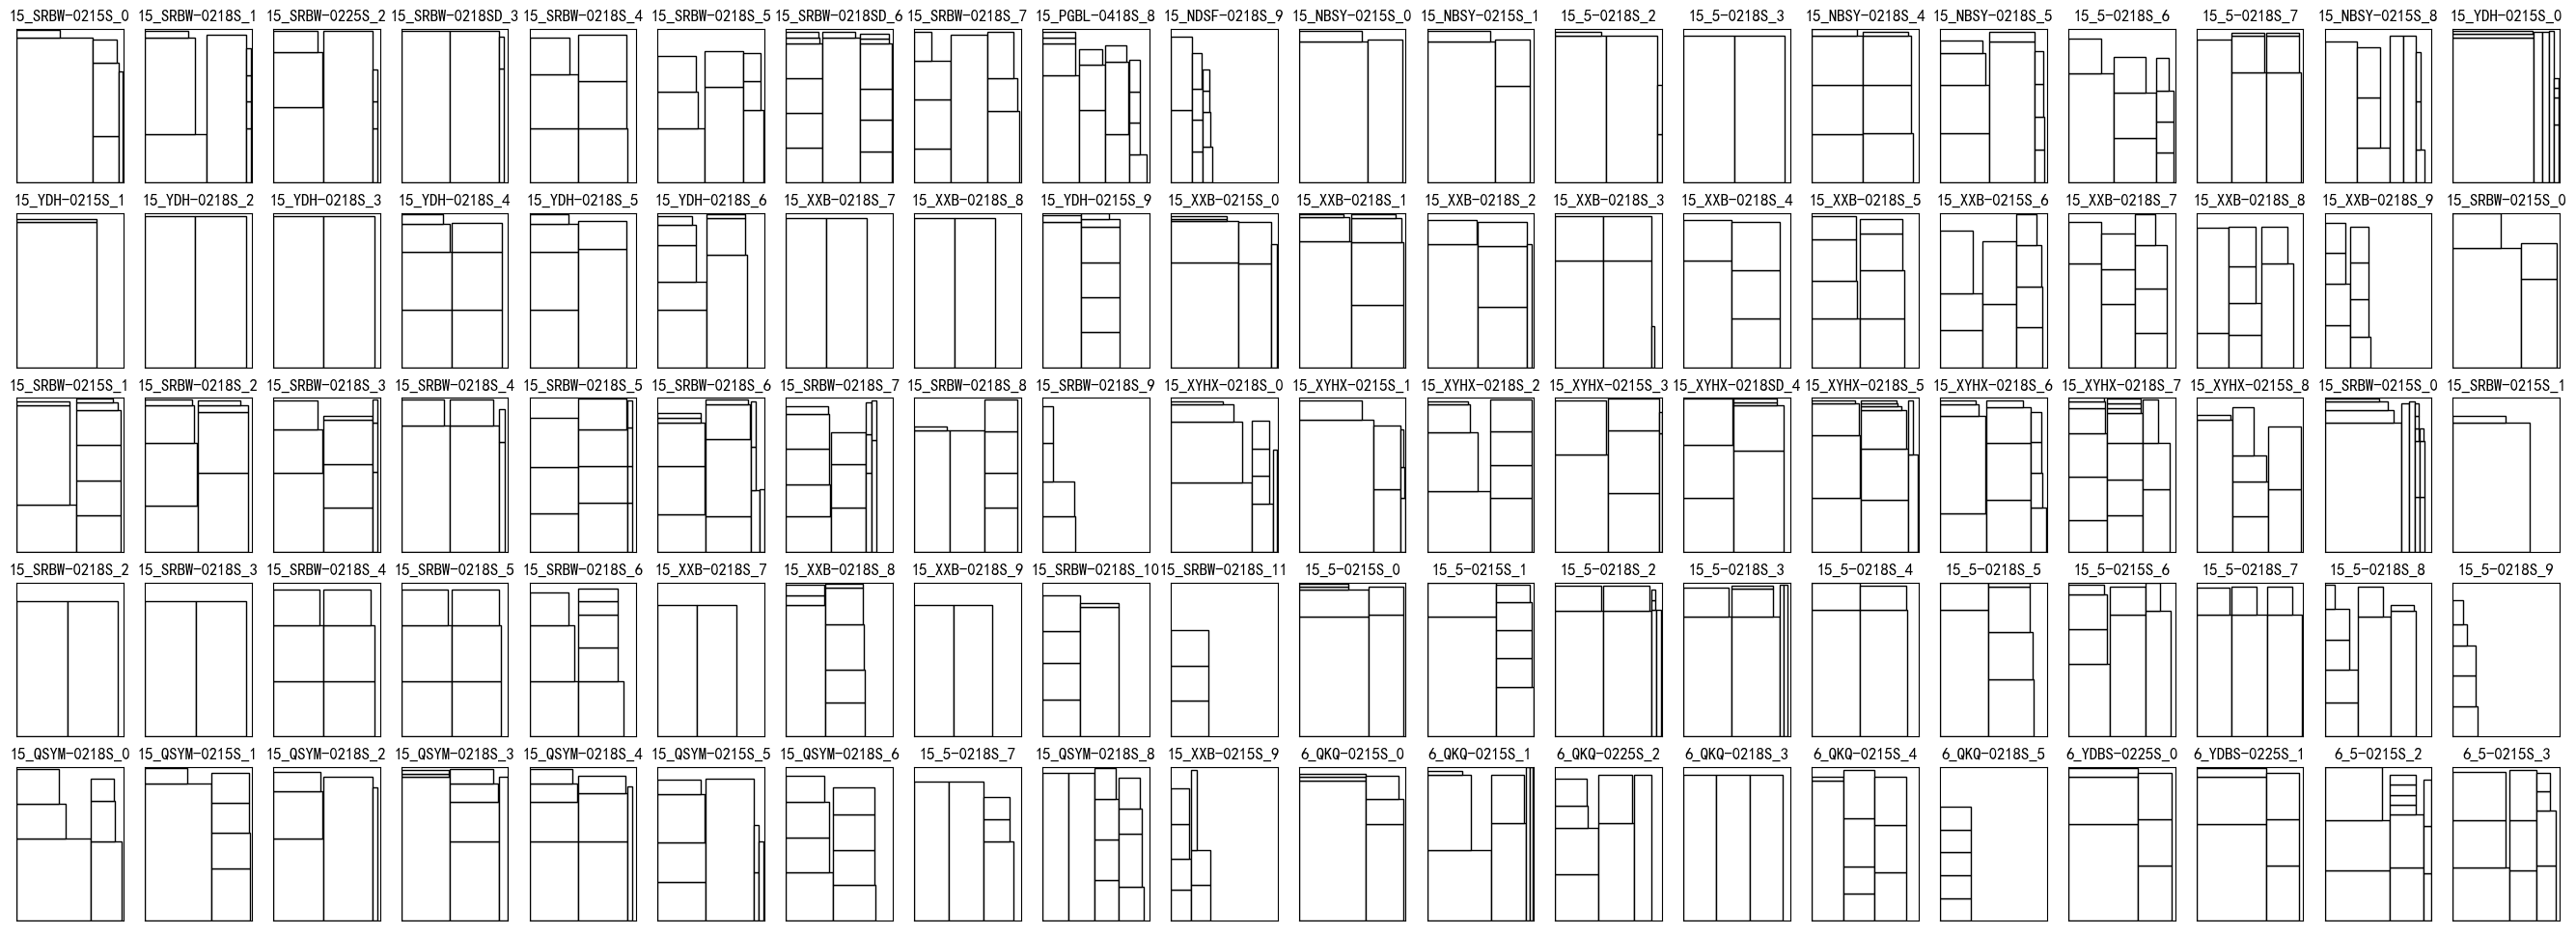 15_SRBW-0215S_0 15_SRBW-0218S_1 15_SRBW-0225S_2 15_SRBW-0218SD_3 15_SRBW-0218S_4 15_SRBW-0218S_5 15_SRBW-0218SD_6 15_SRBW-0218S_7 15_PGBL-0418S_8 15_NDSF-0218S_9 15_NBSY-0215S_0 15_NBSY-0215S_1 15_5-0218S_2 15_5-0218S_3 15_NBSY-0218S_4 15_NBSY-0218S_5 15_5-0218S_6 15_5-0218S_7 15_NBSY-0215S_8 15_YDH-0215S_0
15_YDH-0215S_1 15_YDH-0218S_2 15_YDH-0218S_3 15_YDH-0218S_4 15_YDH-0218S_5 15_YDH-0218S_6 15_XXB-0218S_7 15_XXB-0218S_8 15_YDH-0215S_9 15_XXB-0215S_0 15_XXB-0218S_1 15_XXB-0218S_2 15_XXB-0218S_3 15_XXB-0218S_4 15_XXB-0218S_5 15_XXB-0215S_6 15_XXB-0218S_7 15_XXB-0218S_8 15_XXB-0218S_9 15_SRBW-0215S_0
15_SRBW-0215S_1 15_SRBW-0218S_2 15_SRBW-0218S_3 15_SRBW-0218S_4 15_SRBW-0218S_5 15_SRBW-0218S_6 15_SRBW-0218S_7 15_SRBW-0218S_8 15_SRBW-0218S_9 15_XYHX-0218S_0 15_XYHX-0215S_1 15_XYHX-0218S_2 15_XYHX-0215S_3 15_XYHX-0218SD_4 15_XYHX-0218S_5 15_XYHX-0218S_6 15_XYHX-0218S_7 15_XYHX-0215S_8 15_SRBW-0215S_0 15_SRBW-0215S_1
15_SRBW-0218S_2 15_SRBW-0218S_3 15_SRBW-0218S_4 15_SRBW-0218S_5 15_SRBW-0218S_6 15_XXB-0218S_7 15_XXB-0218S_8 15_XXB-0218S_9 15_SRBW-0218S_10 15_SRBW-0218S_11 15_5-0215S_0 15_5-0215S_1 15_5-0218S_2 15_5-0218S_3 15_5-0218S_4 15_5-0218S_5 15_5-0215S_6 15_5-0218S_7 15_5-0218S_8 15_5-0218S_9
15_QSYM-0218S_0 15_QSYM-0215S_1 15_QSYM-0218S_2 15_QSYM-0218S_3 15_QSYM-0218S_4 15_QSYM-0215S_5 15_QSYM-0218S_6 15_5-0218S_7 15_QSYM-0218S_8 15_XXB-0215S_9 6_QKQ-0215S_0 6_QKQ-0215S_1 6_QKQ-0225S_2 6_QKQ-0218S_3 6_QKQ-0215S_4 6_QKQ-0218S_5 6_YDBS-0225S_0 6_YDBS-0225S_1 6_5-0215S_2 6_5-0215S_3